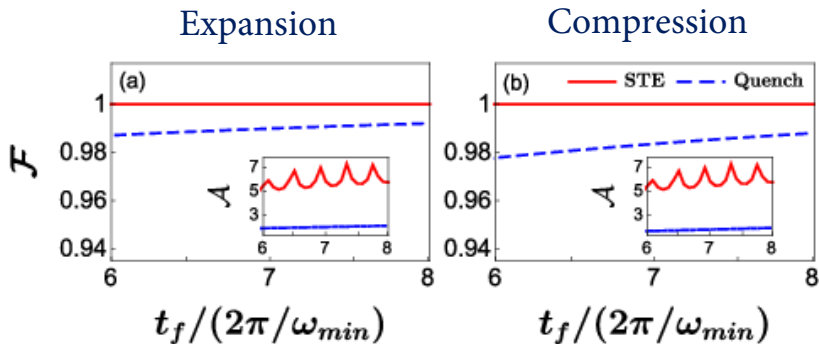 Expansion
Compression
(a)
(b)
STE
Quench
ℱ
1
0.98
0.96
0.94
6
7
8
𝒜
7
5
3
6
7
8
1
0.98
0.96
0.94
6
7
8
𝒜
7
5
3
6
7
8
t_f/(2π/ω_min)
t_f/(2π/ω_min)